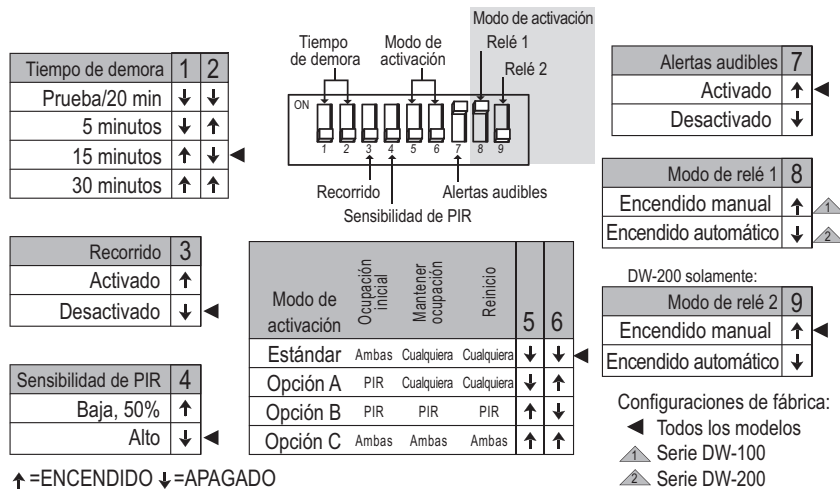 Tiempo de demora 1 2
Prueba/20 min ↓ ↓
5 minutos ↓ ↑
15 minutos ↑ ↓ ◄
30 minutos ↑ ↑
Recorrido 3
Activado ↑
Desactivado ↓ ◄
Sensibilidad de PIR 4
Baja, 50% ↑
Alto ↓ ◄
↑=ENCENDIDO ↓=APAGADO
Modo de activación
Tiempo
de demora
Modo de
activación
Relé 1
Relé 2
ON
1 2 3 4 5 6 7 8 9
Recorrido
Sensibilidad de PIR
Alertas audibles
Modo de
activación
Ocupación
inicial
Mantener
ocupación
Reinicio
5 6
Estándar Ambas Cualquiera Cualquiera ↓ ↓ ◄
Opción A PIR Cualquiera Cualquiera ↓ ↑
Opción B PIR PIR PIR ↑ ↓
Opción C Ambas Ambas Ambas ↑ ↑
Alertas audibles 7
Activado ↑ ◄
Desactivado ↓
Modo de relé 1 8
Encendido manual ↑ 1
Encendido automático ↓ 2
DW-200 solamente:
Modo de relé 2 9
Encendido manual ↑ ◄
Encendido automático ↓
Configuraciones de fábrica:
◄ Todos los modelos
1 Serie DW-100
2 Serie DW-200